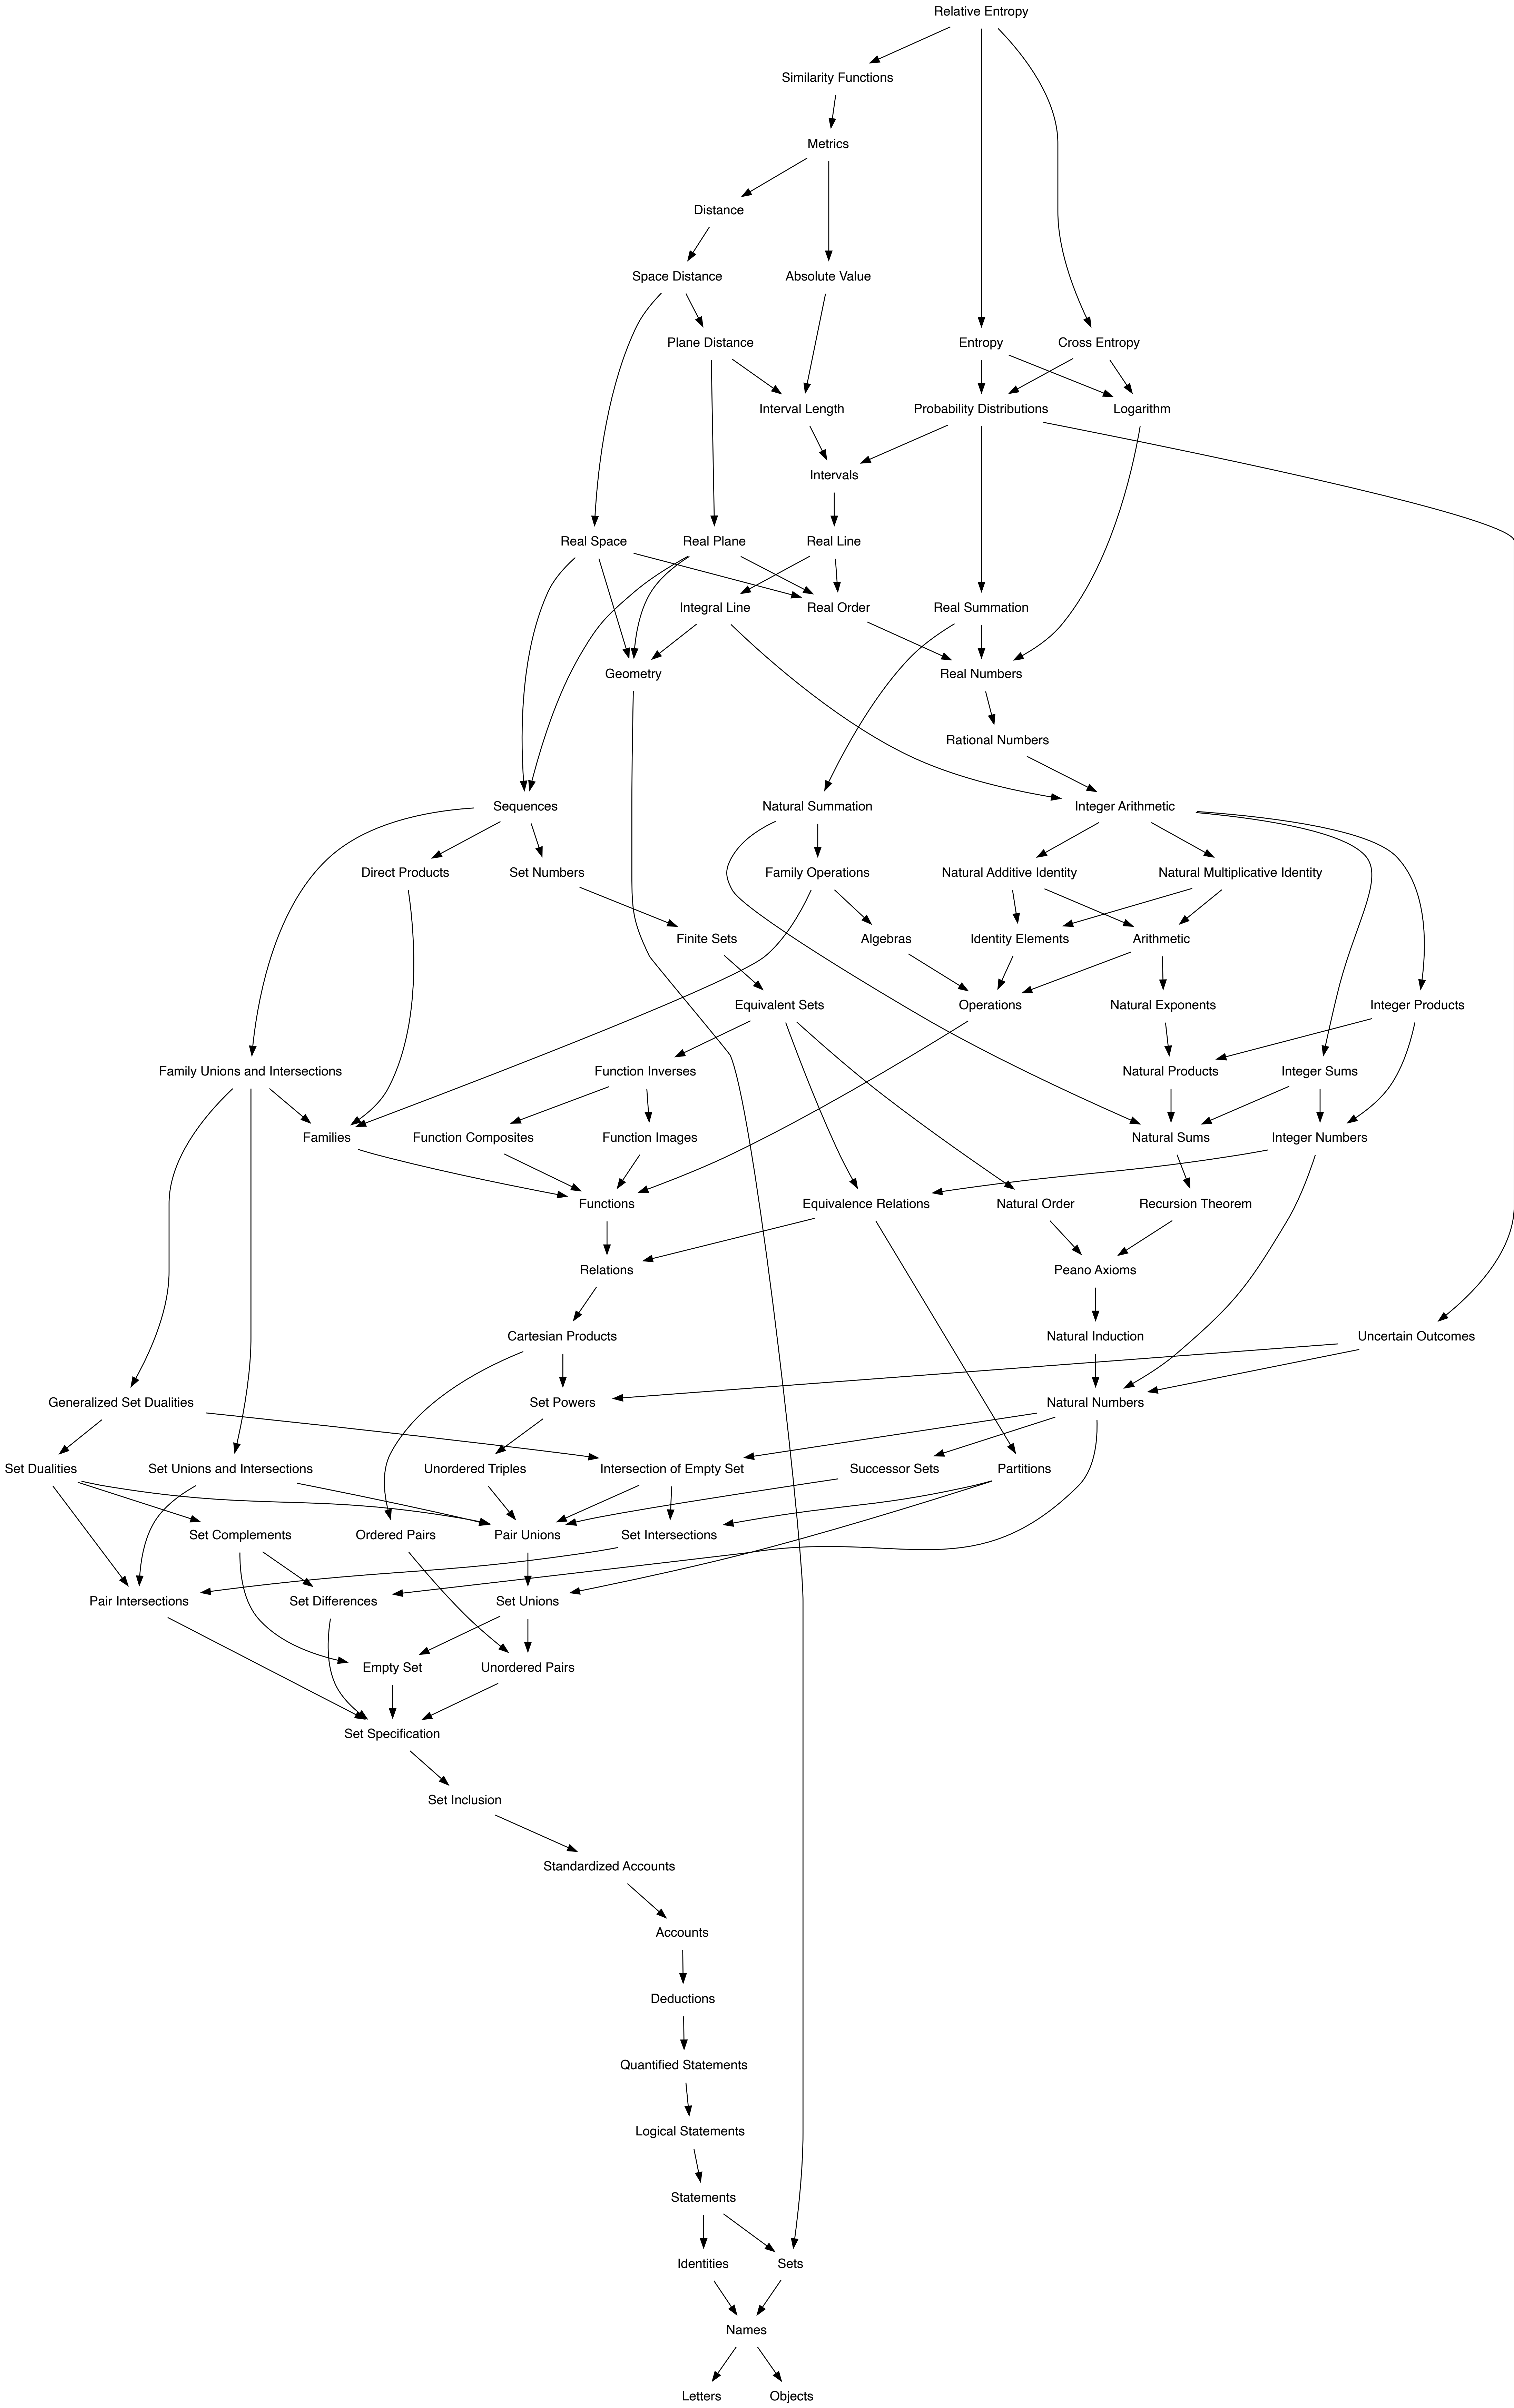 Relative Entropy
Similarity Functions
Metrics
Distance
Space Distance
Absolute Value
Plane Distance
Entropy
Cross Entropy
Interval Length
Probability Distributions
Logarithm
Intervals
Real Space
Real Plane
Real Line
Integral Line
Real Order
Real Summation
Geometry
Real Numbers
Rational Numbers
Sequences
Natural Summation
Integer Arithmetic
Direct Products
Set Numbers
Family Operations
Natural Additive Identity
Natural Multiplicative Identity
Finite Sets
Algebras
Identity Elements
Arithmetic
Equivalent Sets
Operations
Natural Exponents
Integer Products
Family Unions and Intersections
Function Inverses
Natural Products
Integer Sums
Families
Function Composites
Function Images
Natural Sums
Integer Numbers
Functions
Equivalence Relations
Natural Order
Recursion Theorem
Relations
Peano Axioms
Cartesian Products
Natural Induction
Uncertain Outcomes
Generalized Set Dualities
Set Powers
Natural Numbers
Set Dualities
Set Unions and Intersections
Unordered Triples
Intersection of Empty Set
Successor Sets
Partitions
Set Complements
Ordered Pairs
Pair Unions
Set Intersections
Pair Intersections
Set Differences
Set Unions
Empty Set
Unordered Pairs
Set Specification
Set Inclusion
Standardized Accounts
Accounts
Deductions
Quantified Statements
Logical Statements
Statements
Identities
Sets
Names
Letters
Objects